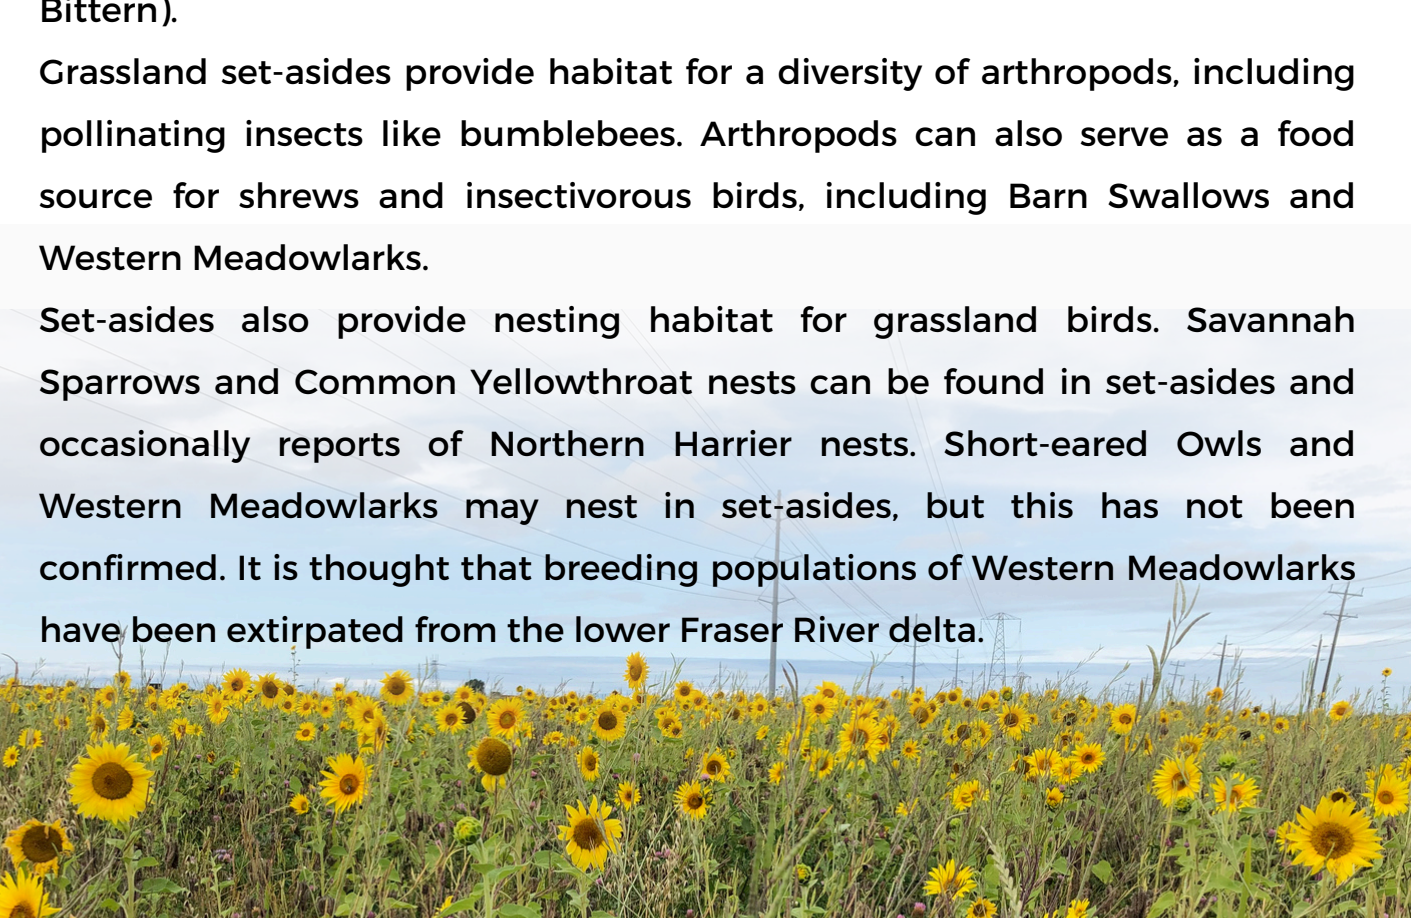 Bittern).
Grassland set-asides provide habitat for a diversity of arthropods, including
pollinating insects like bumblebees. Arthropods can also serve as a food
source for shrews and insectivorous birds, including Barn Swallows and
Western Meadowlarks.
Set-asides also provide nesting habitat for grassland birds. Savannah
Sparrows and Common Yellowthroat nests can be found in set-asides and
occasionally reports of Northern Harrier nests. Short-eared Owls and
Western Meadowlarks may nest in set-asides, but this has not been
confirmed. It is thought that breeding populations of Western Meadowlarks
have been extirpated from the lower Fraser River delta.